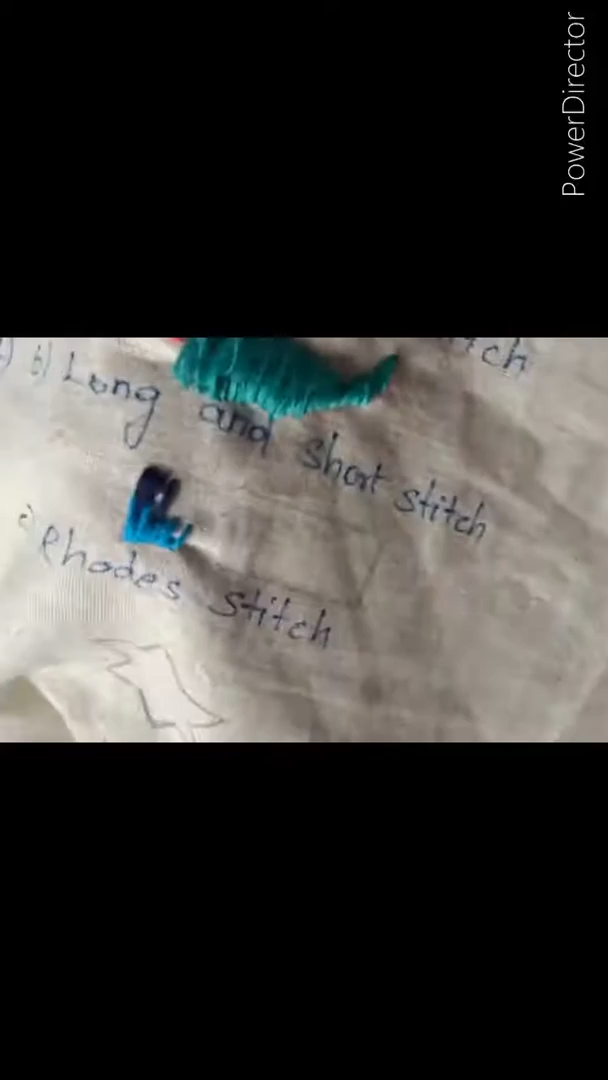 PowerDirector
b) Long and short stitch
c) Rhodes stitch